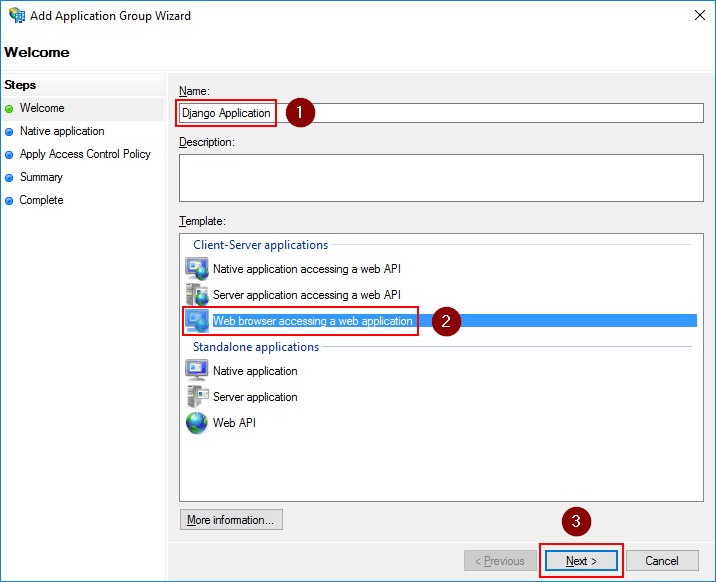 Add Application Group Wizard
Welcome
Steps
Welcome
Native application
Apply Access Control Policy
Summary
Complete
Name:
Django Application
1
Description:
Template:
Client-Server applications
Native application accessing a web API
Server application accessing a web API
Web browser accessing a web application
2
Standalone applications
Native application
Server application
Web API
More information...
3
< Previous
Next >
Cancel